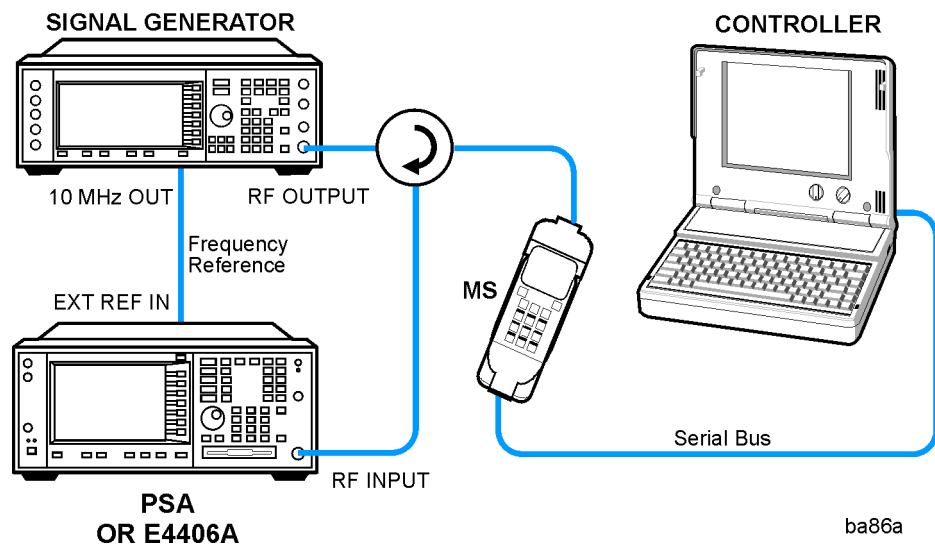 SIGNAL GENERATOR
CONTROLLER
10 MHz OUT
RF OUTPUT
Frequency
Reference
MS
EXT REF IN
Serial Bus
RF INPUT
PSA
OR E4406A
ba86a